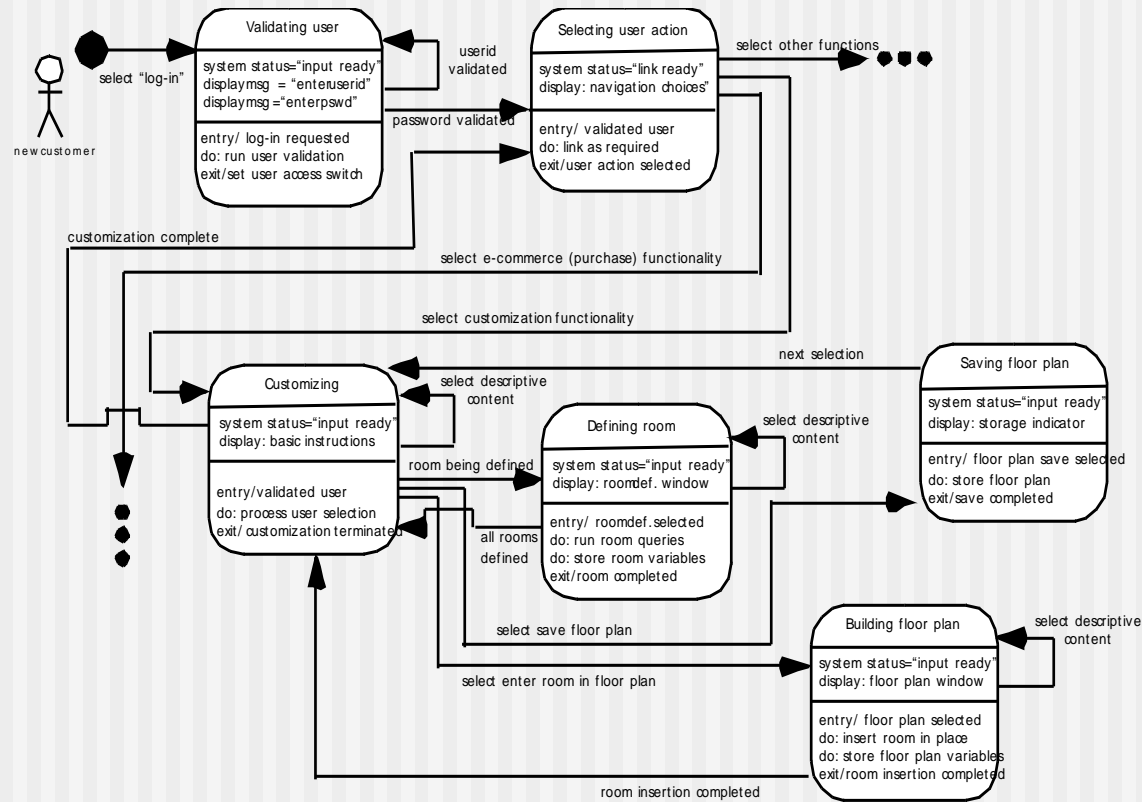 Validating user
system status="input ready"
displaymsg = "enteruserid"
displaymsg ="enterpswd"
entry/ log-in requested
do: run user validation
exit/set user access switch
select "log-in"
newcustomer
userid
validated
password validated
Selecting user action
system status="link ready"
display: navigation choices"
entry/ validated user
do: link as required
exit/user action selected
select other functions
customization complete
select e-commerce (purchase) functionality
select customization functionality
next selection
Customizing
system status="input ready"
display: basic instructions
entry/validated user
do: process user selection
exit/ customization terminated
select descriptive
content
room being defined
all rooms
defined
Defining room
system status="input ready"
display: roomdef. window
entry/ roomdef.selected
do: run room queries
do: store room variables
exit/room completed
select descriptive
content
Saving floor plan
system status="input ready"
display: storage indicator
entry/ floor plan save selected
do: store floor plan
exit/save completed
select save floor plan
select enter room in floor plan
Building floor plan
system status="input ready"
display: floor plan window
entry/ floor plan selected
do: insert room in place
do: store floor plan variables
exit/room insertion completed
select descriptive
content
room insertion completed